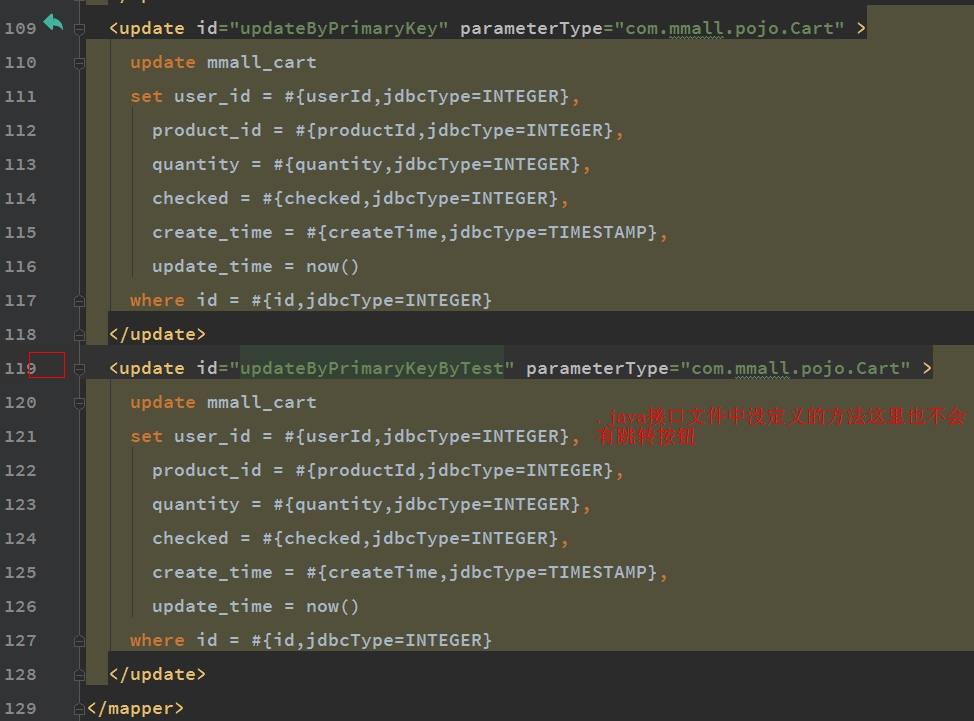 109 <update id="updateByPrimaryKey" parameterType="com.mmall.pojo.Cart" >
110 update mmall_cart
111 set user_id = #{userId,jdbcType=INTEGER},
112 product_id = #{productId,jdbcType=INTEGER},
113 quantity = #{quantity,jdbcType=INTEGER},
114 checked = #{checked,jdbcType=INTEGER},
115 create_time = #{createTime,jdbcType=TIMESTAMP},
116 update_time = now()
117 where id = #{id,jdbcType=INTEGER}
118 </update>
119 <update id="updateByPrimaryKeyByTest" parameterType="com.mmall.pojo.Cart" >
120 update mmall_cart
.java接口文件中没定义的方法这里也不会
121 set user_id = #{userId,jdbcType=INTEGER},
有跳转按钮
122 product_id = #{productId,jdbcType=INTEGER},
123 quantity = #{quantity,jdbcType=INTEGER},
124 checked = #{checked,jdbcType=INTEGER},
125 create_time = #{createTime,jdbcType=TIMESTAMP},
126 update_time = now()
127 where id = #{id,jdbcType=INTEGER}
128 </update>
129 </mapper>